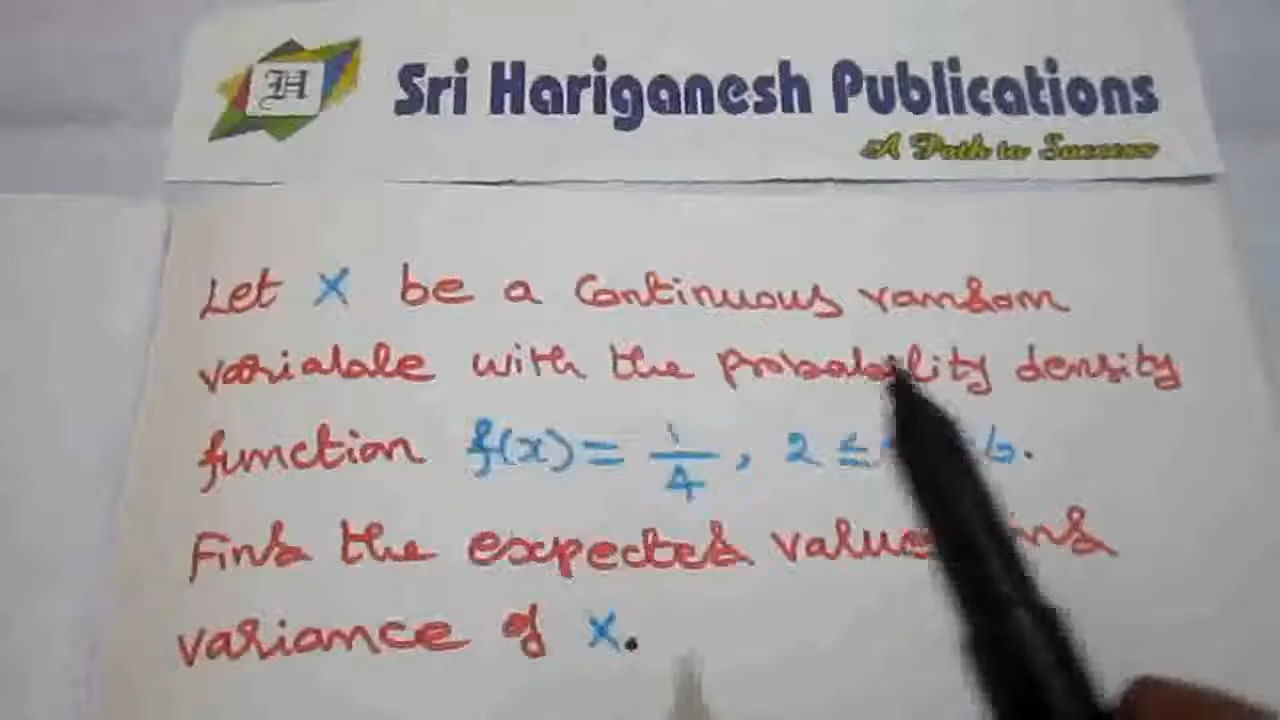 H
Sri Hariganesh Publications
A Path to Success
Let X be a continuous random
variable with the probability density
function f(x) = 1/4, 2 ≤
Find the expected value
variance of X.